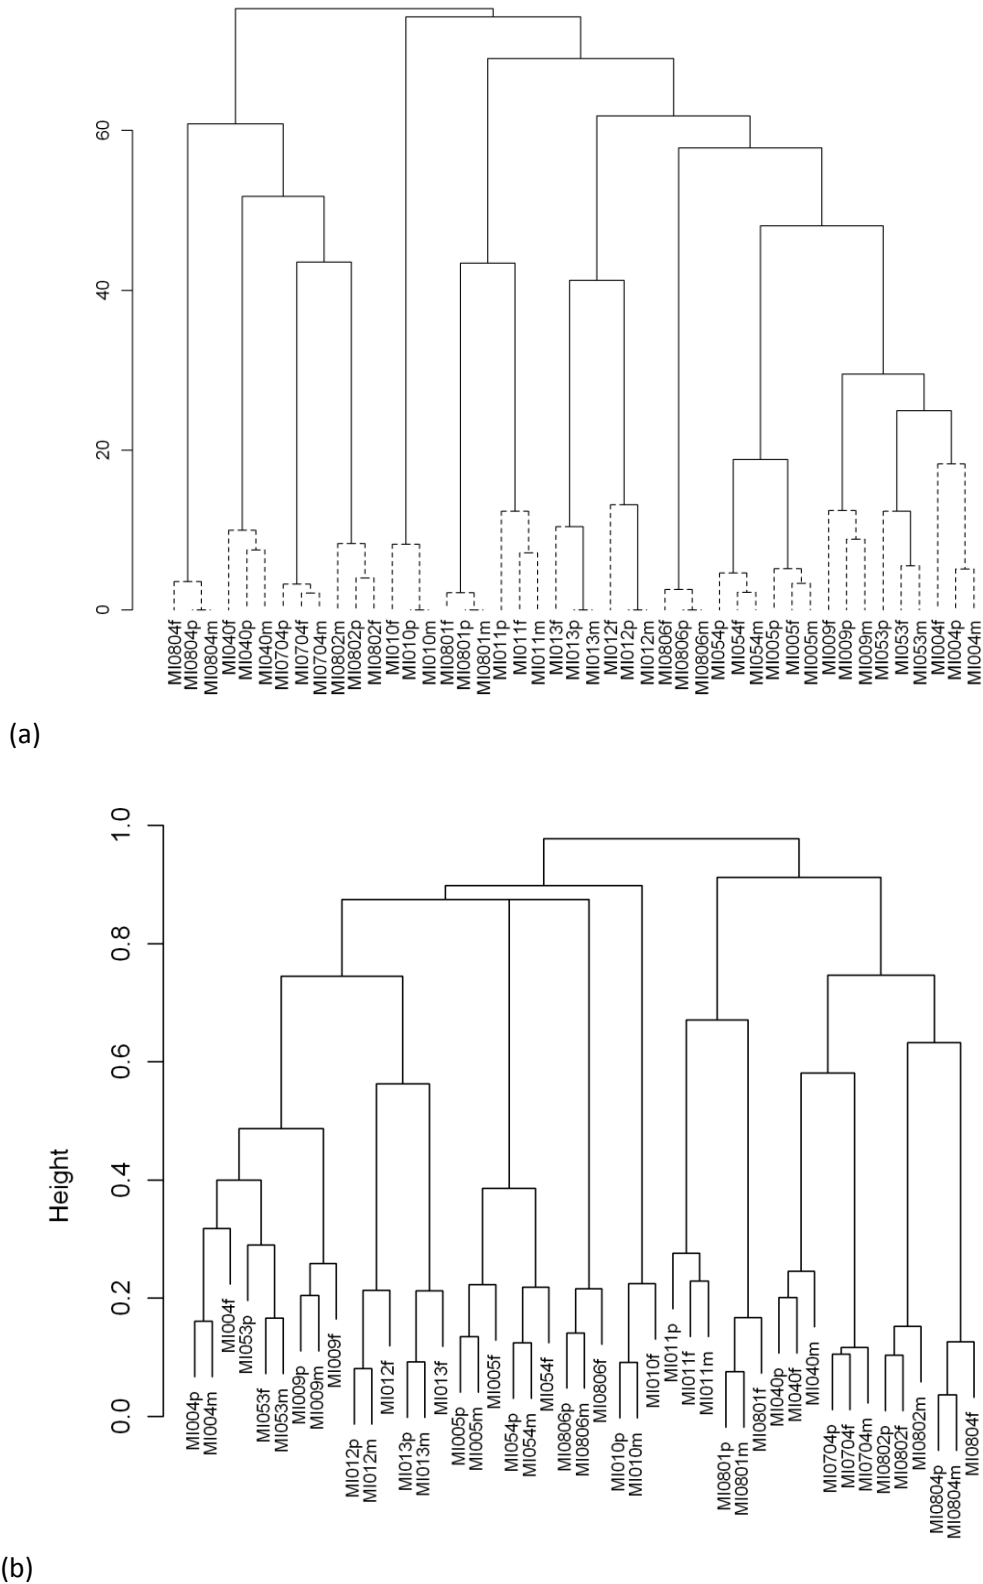 60
40
20
0
MI0804f
MI0804p
MI0804m
MI040f
MI040p
MI040m
MI0704p
MI0704f
MI0704m
MI0802m
MI0802p
MI0802f
MI010f
MI010p
MI010m
MI0801f
MI0801p
MI0801m
MI011p
MI011f
MI011m
MI013f
MI013p
MI013m
MI012f
MI012p
MI012m
MI0806f
MI0806p
MI0806m
MI054p
MI054f
MI054m
MI005p
MI005f
MI005m
MI009f
MI009p
MI009m
MI053p
MI053f
MI053m
MI004f
MI004p
MI004m
(a)
Height
1.0
0.8
0.6
0.4
0.2
0.0
MI004p
MI004m
MI004f
MI053p
MI053f
MI053m
MI009p
MI009m
MI009f
MI012p
MI012m
MI012f
MI013p
MI013m
MI013f
MI005p
MI005m
MI005f
MI054p
MI054m
MI054f
MI0806p
MI0806m
MI0806f
MI010p
MI010m
MI010f
MI011p
MI011f
MI011m
MI0801p
MI0801m
MI0801f
MI040p
MI040f
MI040m
MI0704p
MI0704f
MI0704m
MI0802p
MI0802f
MI0802m
MI0804p
MI0804m
MI0804f
(b)